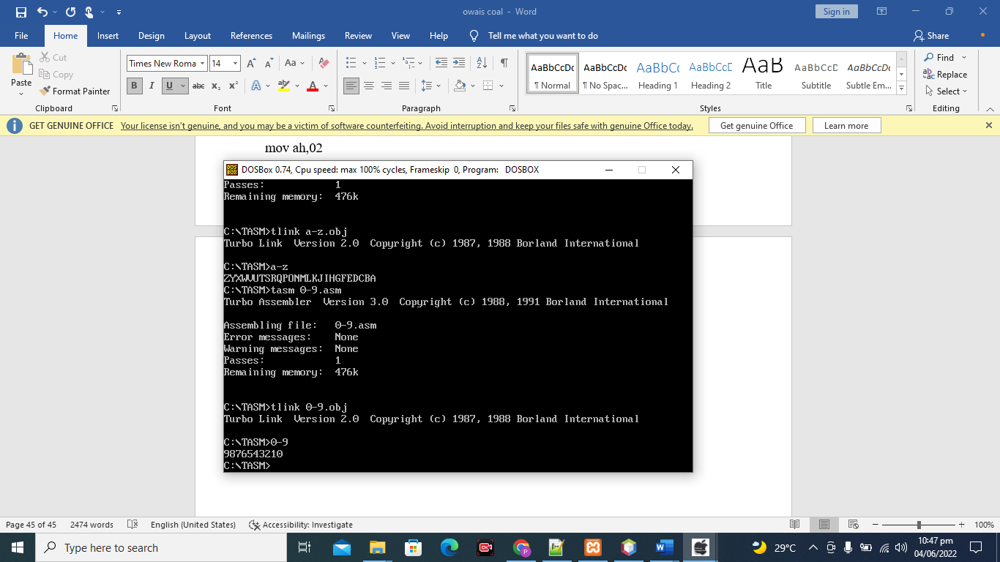 owais coal - Word
Sign in
File Home Insert Design Layout References Mailings Review View Help Tell me what you want to do Share
Paste
Cut
Copy
Format Painter
Clipboard
Times New Roma 14
Font
Paragraph
AaBbCcDc AaBbCcDc AaBbCc AaBbCcE AaB AaBbCcD AaBbCcDc
¶ Normal ¶ No Spac... Heading 1 Heading 2 Title Subtitle Subtle Em...
Styles
Find
Replace
Select
Editing
GET GENUINE OFFICE Your license isn't genuine, and you may be a victim of software counterfeiting. Avoid interruption and keep your files safe with genuine Office today. Get genuine Office Learn more
mov ah,02
DOSBox 0.74, Cpu speed: max 100% cycles, Frameskip 0, Program: DOSBOX
Passes: 1
Remaining memory: 476k
C:\TASM>tlink a-z.obj
Turbo Link Version 2.0 Copyright (c) 1987, 1988 Borland International
C:\TASM>a-z
ZYXWVUTSRQPONMLKJIHGFEDCBA
C:\TASM>tasm 0-9.asm
Turbo Assembler Version 3.0 Copyright (c) 1988, 1991 Borland International
Assembling file: 0-9.asm
Error messages: None
Warning messages: None
Passes: 1
Remaining memory: 476k
C:\TASM>tlink 0-9.obj
Turbo Link Version 2.0 Copyright (c) 1987, 1988 Borland International
C:\TASM>0-9
9876543210
C:\TASM>
Page 45 of 45 2474 words English (United States) Accessibility: Investigate 100%
Type here to search
29°C
10:47 pm
04/06/2022